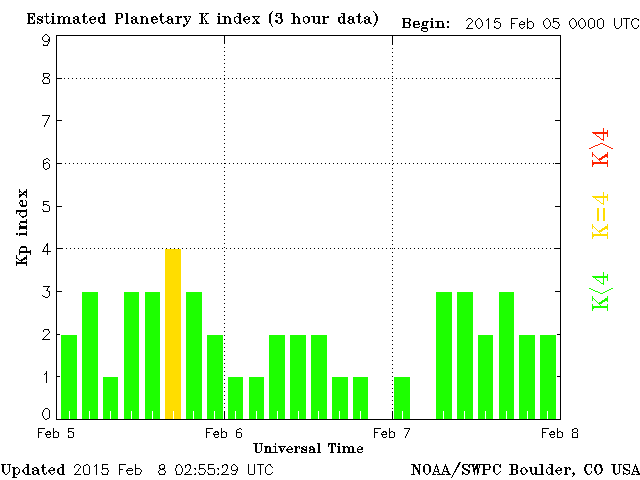 Estimated Planetary K index (3 hour data) Begin: 2015 Feb 05 0000 UTC
9
8
7
6
5
4
3
2
1
0
Kp index
K>4
K=4
K<4
Feb 5 Feb 6 Feb 7 Feb 8
Universal Time
Updated 2015 Feb 8 02:55:29 UTC NOAA/SWPC Boulder, CO USA